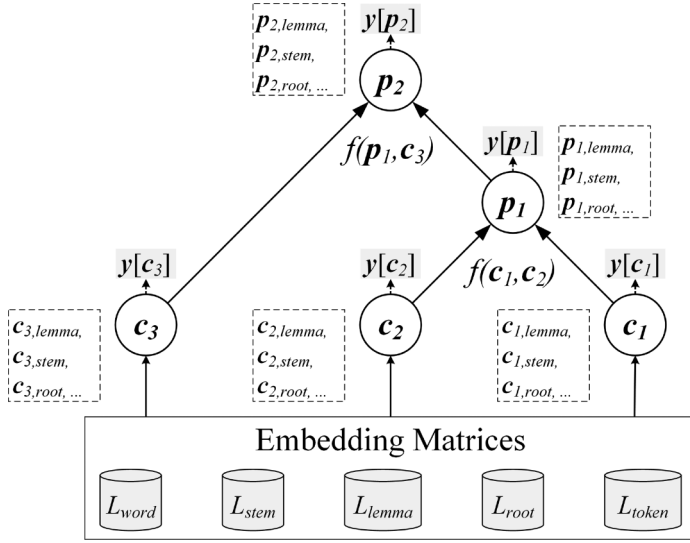 p2,lemma,
p2,stem,
p2,root, ...
y[p2]
p2
f(p1,c3)
y[p1]
p1
p1,lemma,
p1,stem,
p1,root, ...
f(c1,c2)
y[c3]
c3
c3,lemma,
c3,stem,
c3,root, ...
y[c2]
c2
c2,lemma,
c2,stem,
c2,root, ...
y[c1]
c1
c1,lemma,
c1,stem,
c1,root, ...
Embedding Matrices
Lword
Lstem
Llemma
Lroot
Ltoken